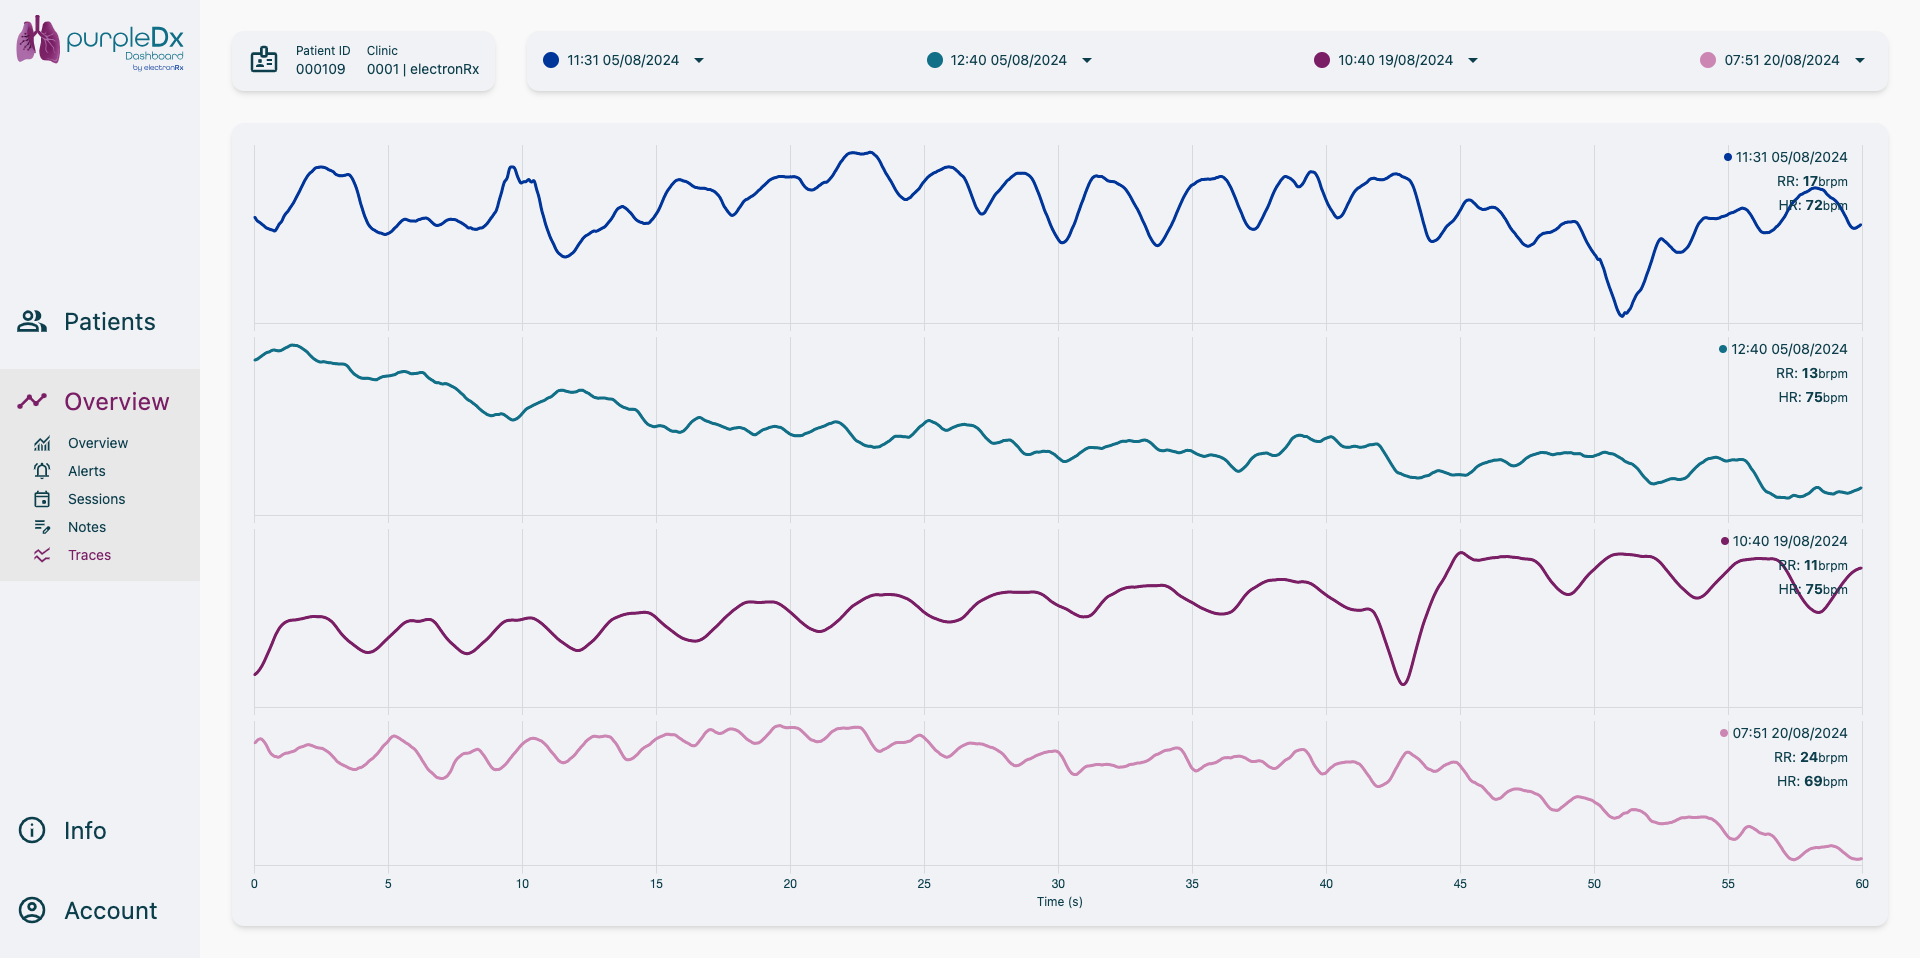 purpleDx
Dashboard
by electronRx
Patients
Overview
Overview
Alerts
Sessions
Notes
Traces
Info
Account
Patient ID
000109
Clinic
0001 | electronRx
11:31 05/08/2024
12:40 05/08/2024
10:40 19/08/2024
07:51 20/08/2024
11:31 05/08/2024
RR: 17brpm
HR: 72bpm
12:40 05/08/2024
RR: 13brpm
HR: 75bpm
10:40 19/08/2024
RR: 11brpm
HR: 75bpm
07:51 20/08/2024
RR: 24brpm
HR: 69bpm
0 5 10 15 20 25 30 35 40 45 50 55 60
Time (s)